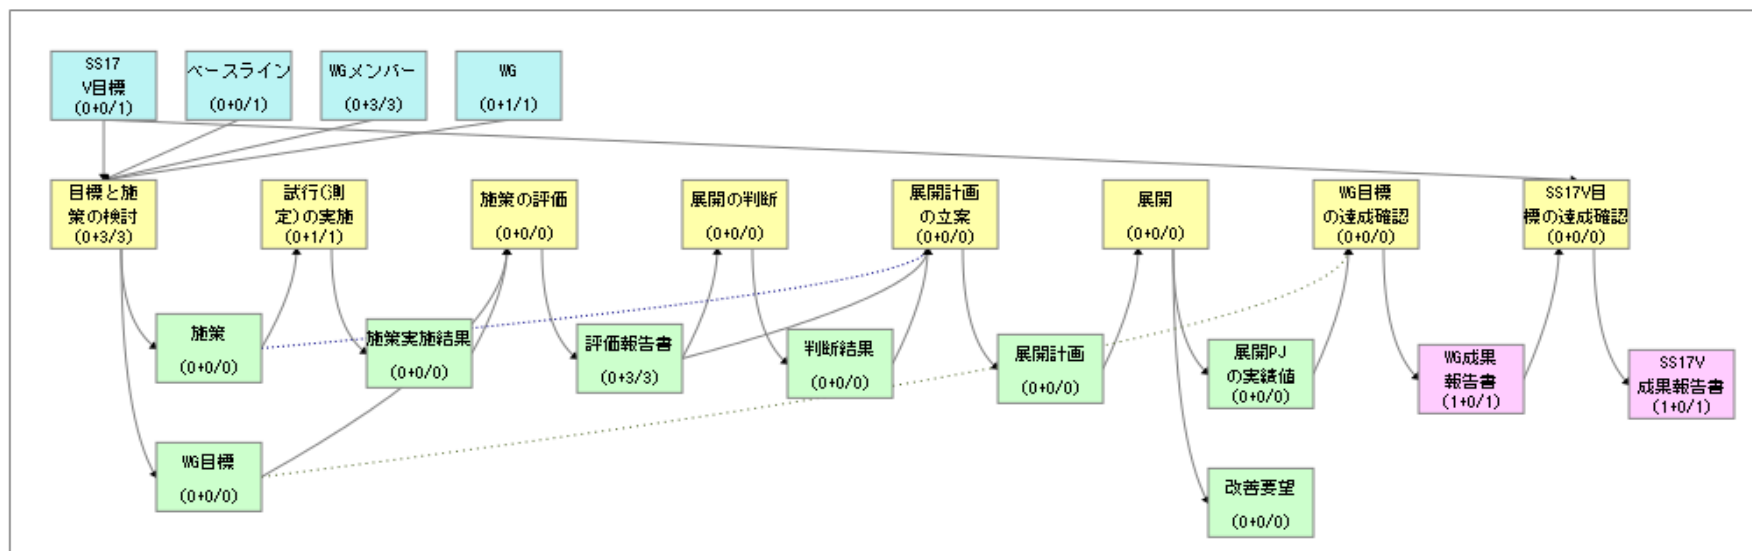 SS17
V目標
(0+0/1)
ベースライン
(0+0/1)
WGメンバー
(0+3/3)
WG
(0+1/1)
目標と施
策の検討
(0+3/3)
試行(測
定)の実施
(0+1/1)
施策の評価
(0+0/0)
展開の判断
(0+0/0)
展開計画
の立案
(0+0/0)
展開
(0+0/0)
WG目標
の達成確認
(0+0/0)
SS17V目
標の達成確認
(0+0/0)
施策
(0+0/0)
施策実施結果
(0+0/0)
評価報告書
(0+3/3)
判断結果
(0+0/0)
展開計画
(0+0/0)
展開PJ
の実績値
(0+0/0)
WG成果
報告書
(1+0/1)
SS17V
成果報告書
(1+0/1)
WG目標
(0+0/0)
改善要望
(0+0/0)